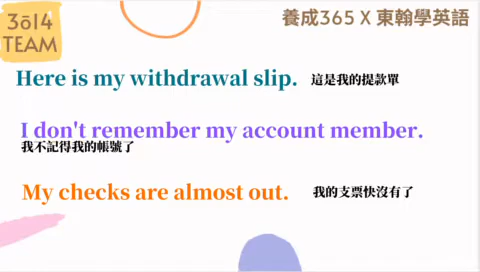 3ō14
TEAM
養成365 X 東翰學英語
Here is my withdrawal slip. 這是我的提款單
I don't remember my account member.
我不記得我的帳號了
My checks are almost out. 我的支票快沒有了